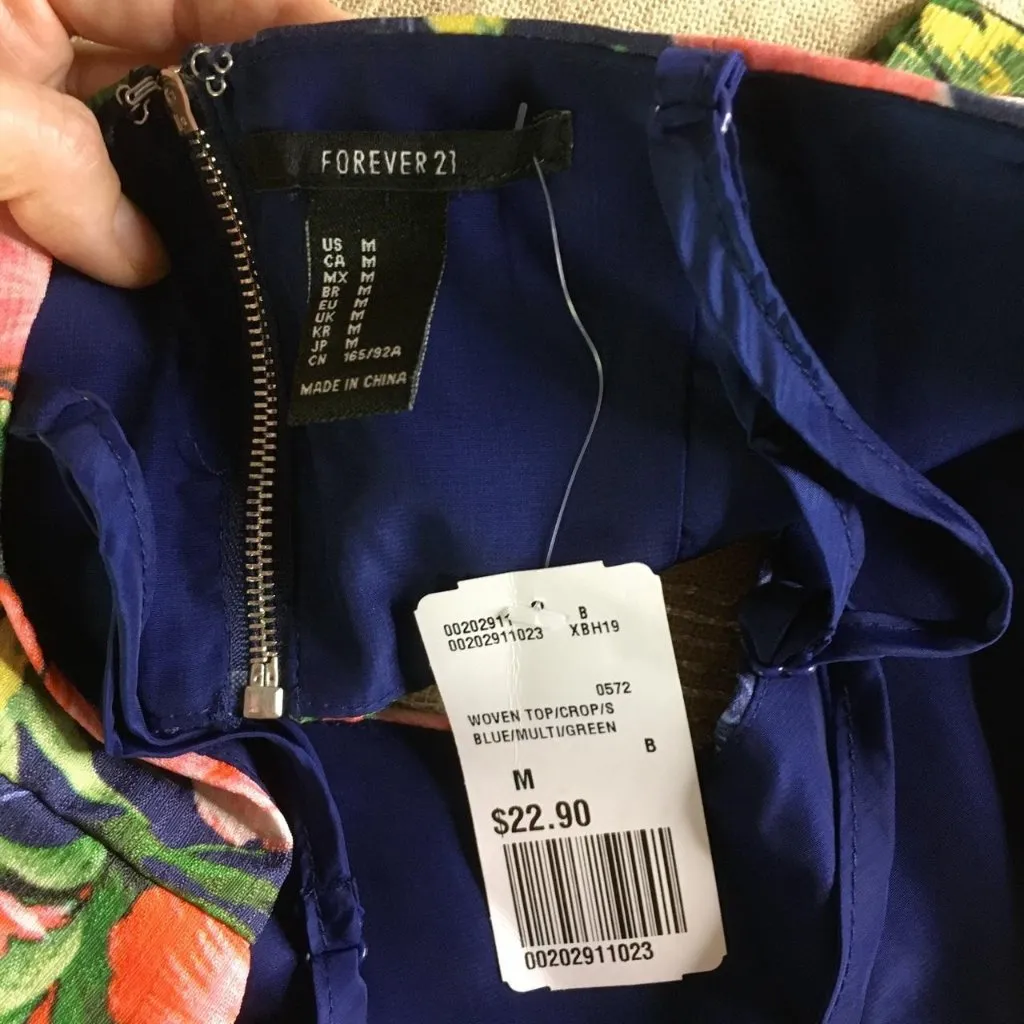 FOREVER 21
US M
CA M
MX M
BR M
EU M
UK M
KR M
JP M
CN 165/92A
MADE IN CHINA
00202911 B
00202911023 XBH19
0572
WOVEN TOP/CROP/S
BLUE/MULTI/GREEN
B
M
$22.90
00202911023